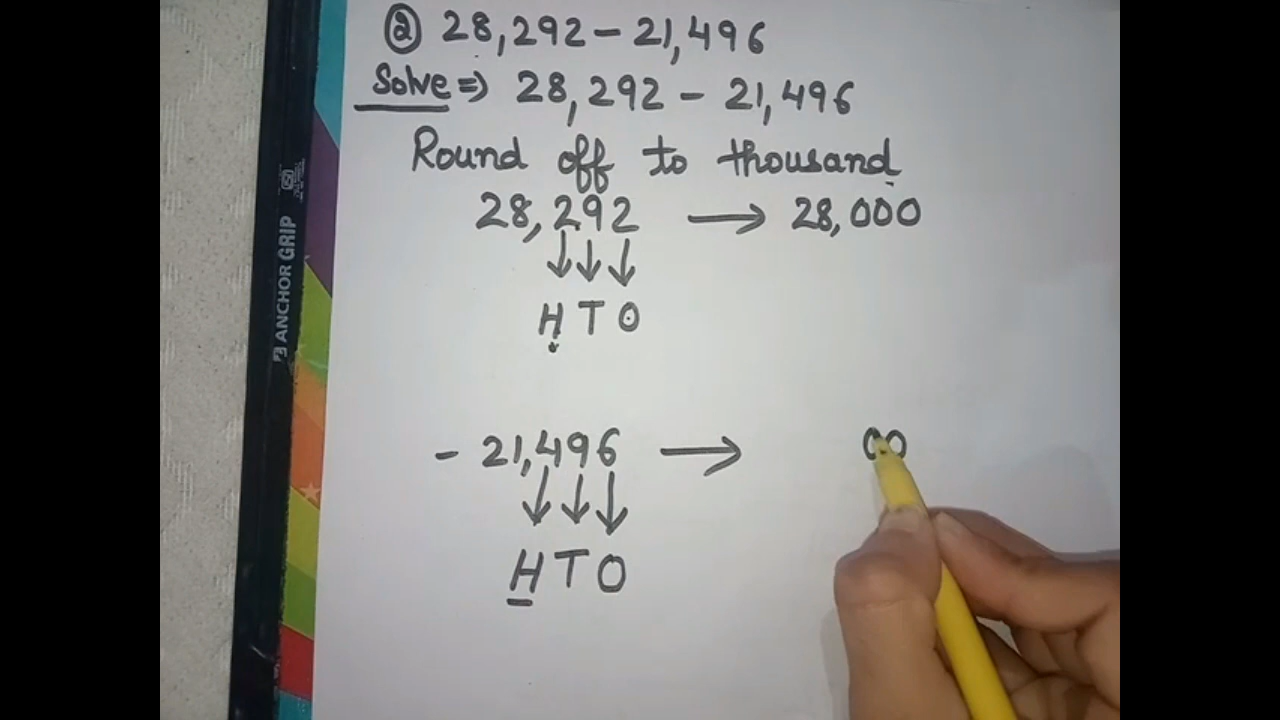 ② 28,292 - 21,496
Solve ⇒ 28,292 - 21,496
Round off to thousand
28,292 → 28,000
↓↓↓
H T O
- 21,496 → 00
↓↓↓
H T O
ANCHOR GRIP